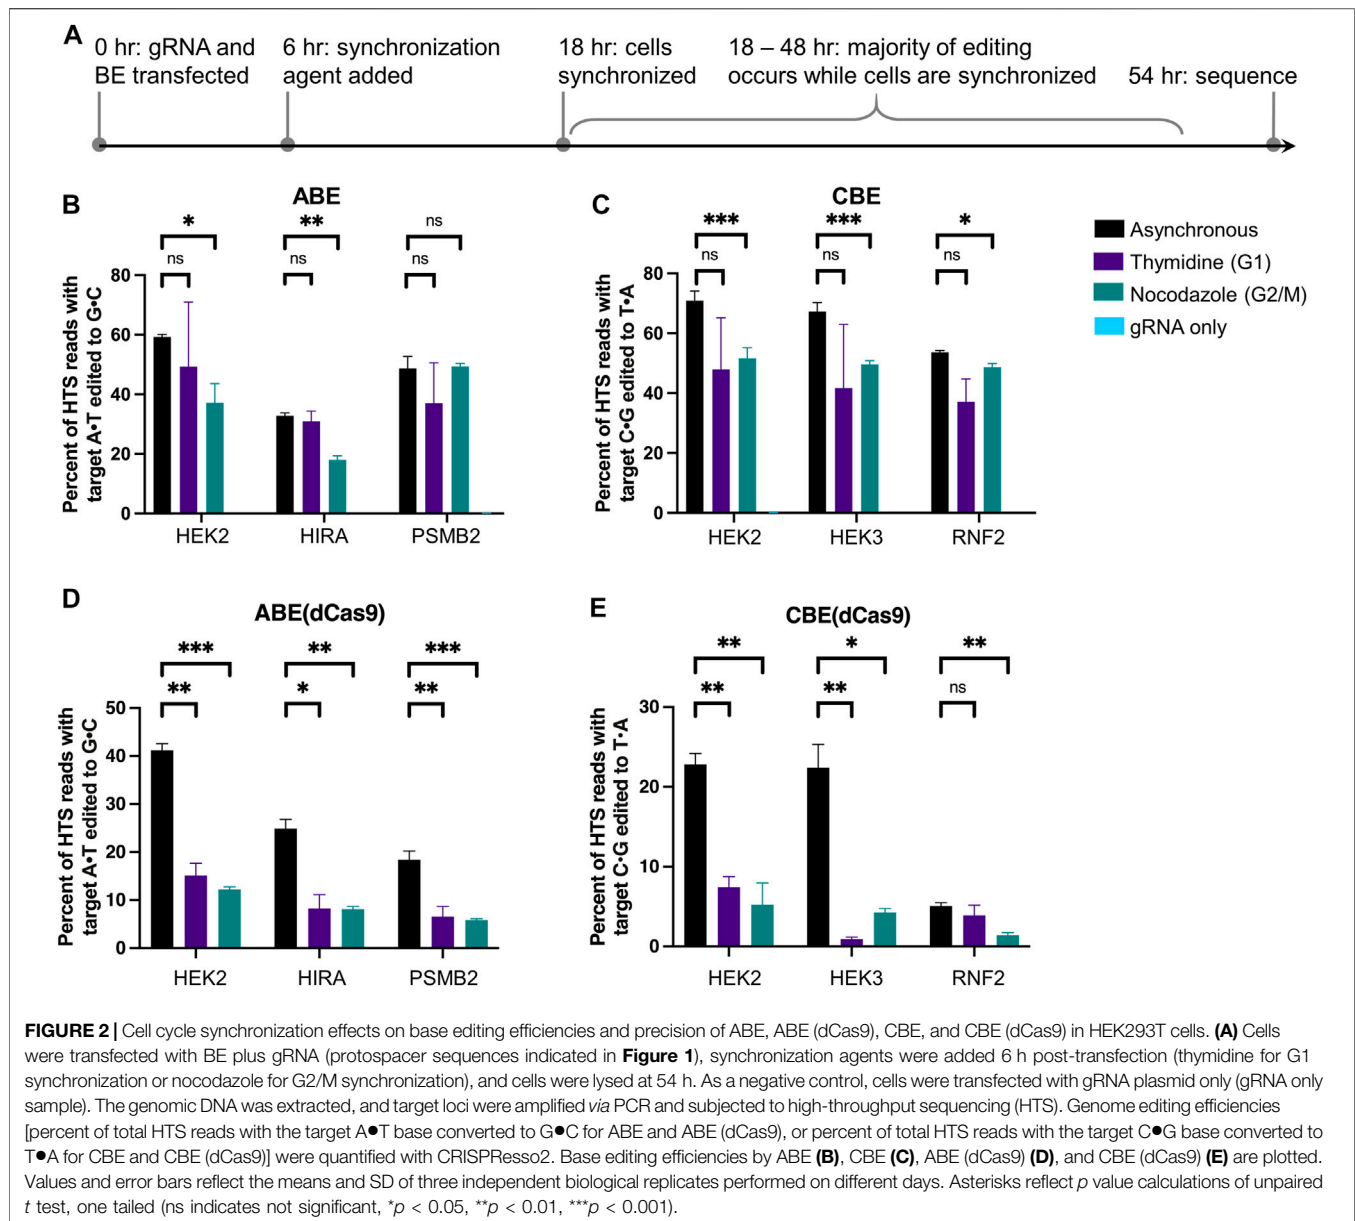 A
0 hr: gRNA and
BE transfected
6 hr: synchronization
agent added
18 hr: cells
synchronized
18 – 48 hr: majority of editing
occurs while cells are synchronized
54 hr: sequence
B
ABE
* ** ns
ns ns ns
Percent of HTS reads with
target A•T edited to G•C
80
60
40
20
0
HEK2 HIRA PSMB2
C
CBE
*** *** *
ns ns ns
Percent of HTS reads with
target C•G edited to T•A
80
60
40
20
0
HEK2 HEK3 RNF2
Asynchronous
Thymidine (G1)
Nocodazole (G2/M)
gRNA only
D
ABE(dCas9)
*** ** ***
** * **
Percent of HTS reads with
target A•T edited to G•C
50
40
30
20
10
0
HEK2 HIRA PSMB2
E
CBE(dCas9)
** * **
** ** ns
Percent of HTS reads with
target C•G edited to T•A
30
20
10
0
HEK2 HEK3 RNF2
FIGURE 2 | Cell cycle synchronization effects on base editing efficiencies and precision of ABE, ABE (dCas9), CBE, and CBE (dCas9) in HEK293T cells. (A) Cells
were transfected with BE plus gRNA (protospacer sequences indicated in Figure 1), synchronization agents were added 6 h post-transfection (thymidine for G1
synchronization or nocodazole for G2/M synchronization), and cells were lysed at 54 h. As a negative control, cells were transfected with gRNA plasmid only (gRNA only
sample). The genomic DNA was extracted, and target loci were amplified via PCR and subjected to high-throughput sequencing (HTS). Genome editing efficiencies
[percent of total HTS reads with the target A●T base converted to G●C for ABE and ABE (dCas9), or percent of total HTS reads with the target C●G base converted to
T●A for CBE and CBE (dCas9)] were quantified with CRISPResso2. Base editing efficiencies by ABE (B), CBE (C), ABE (dCas9) (D), and CBE (dCas9) (E) are plotted.
Values and error bars reflect the means and SD of three independent biological replicates performed on different days. Asterisks reflect p value calculations of unpaired
t test, one tailed (ns indicates not significant, *p < 0.05, **p < 0.01, ***p < 0.001).